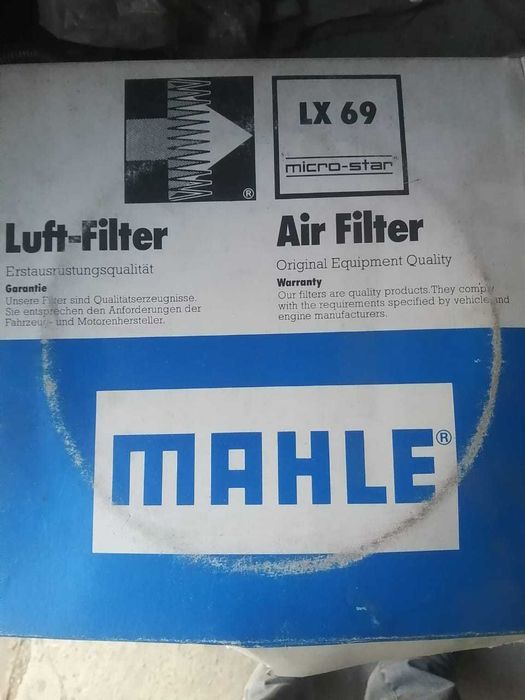 ®
LX 69
micro-star®
Luft-Filter
Erstausrüstungsqualität
Garantie
Unsere Filter sind Qualitätserzeugnisse.
Sie entsprechen den Anforderungen der
Fahrzeug- und Motorenhersteller.
Air Filter
Original Equipment Quality
Warranty
Our filters are quality products. They comply
with the requirements specified by vehicle and
engine manufacturers.
MAHLE®